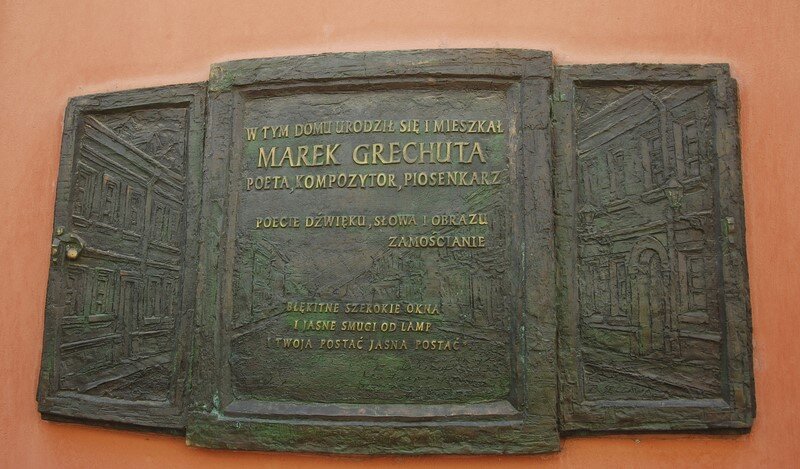 W TYM DOMU URODZIŁ SIĘ I MIESZKAŁ
MAREK GRECHUTA
POETA, KOMPOZYTOR, PIOSENKARZ
POECIE DŹWIĘKU, SŁOWA I OBRAZU
ZAMOŚCIANIE
BŁĘKITNE SZEROKIE OKNA
I JASNE SMUGI OD LAMP
I TWOJA POSTAĆ JASNA POSTAĆ"